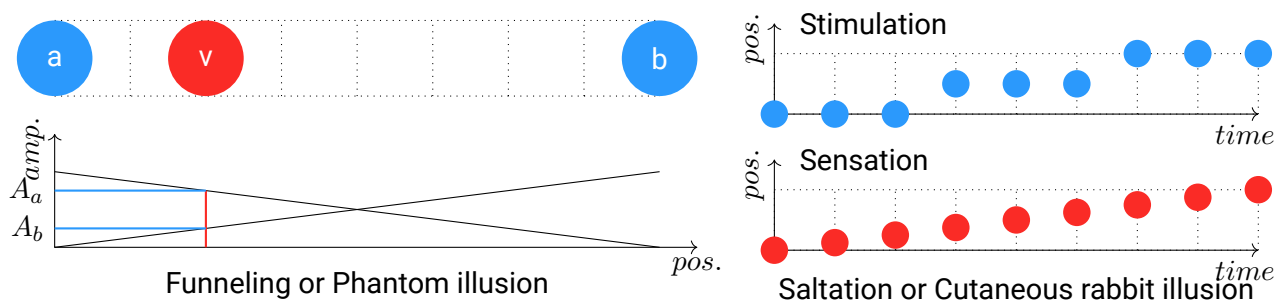 a
v
b
amp.
A_a
A_b
pos.
Funneling or Phantom illusion
Stimulation
pos.
time
Sensation
pos.
time
Saltation or Cutaneous rabbit illusion